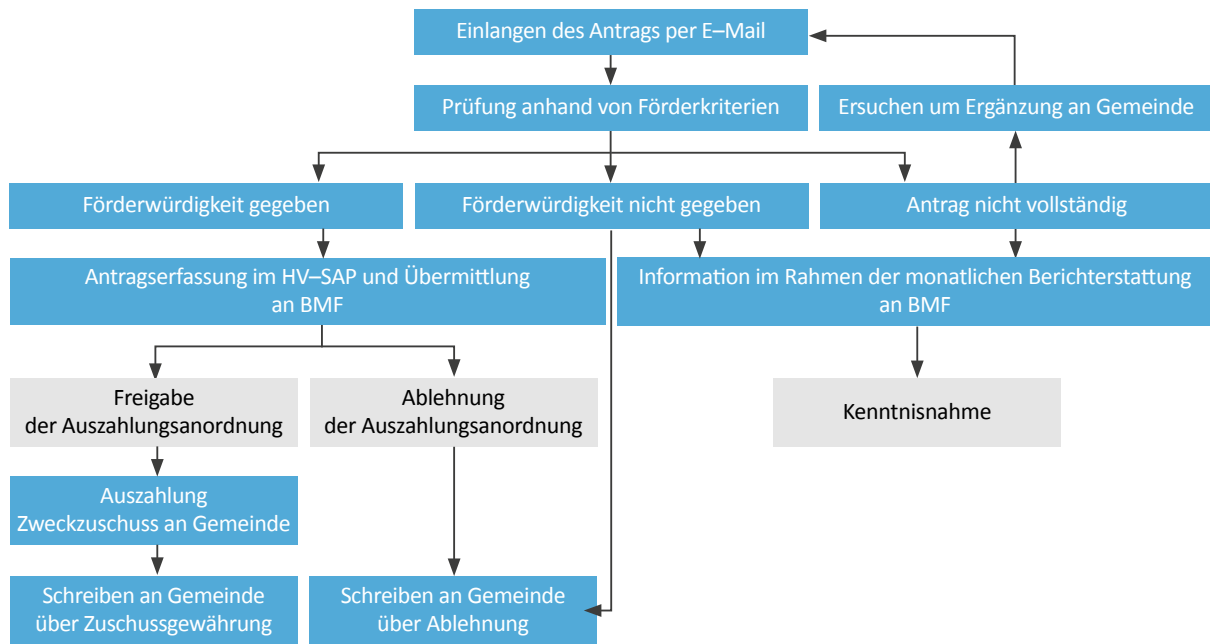 Einlangen des Antrags per E–Mail
Prüfung anhand von Förderkriterien
Ersuchen um Ergänzung an Gemeinde
Förderwürdigkeit gegeben
Förderwürdigkeit nicht gegeben
Antrag nicht vollständig
Antragserfassung im HV–SAP und Übermittlung
an BMF
Information im Rahmen der monatlichen Berichterstattung
an BMF
Freigabe
der Auszahlungsanordnung
Ablehnung
der Auszahlungsanordnung
Kenntnisnahme
Auszahlung
Zweckzuschuss an Gemeinde
Schreiben an Gemeinde
über Zuschussgewährung
Schreiben an Gemeinde
über Ablehnung